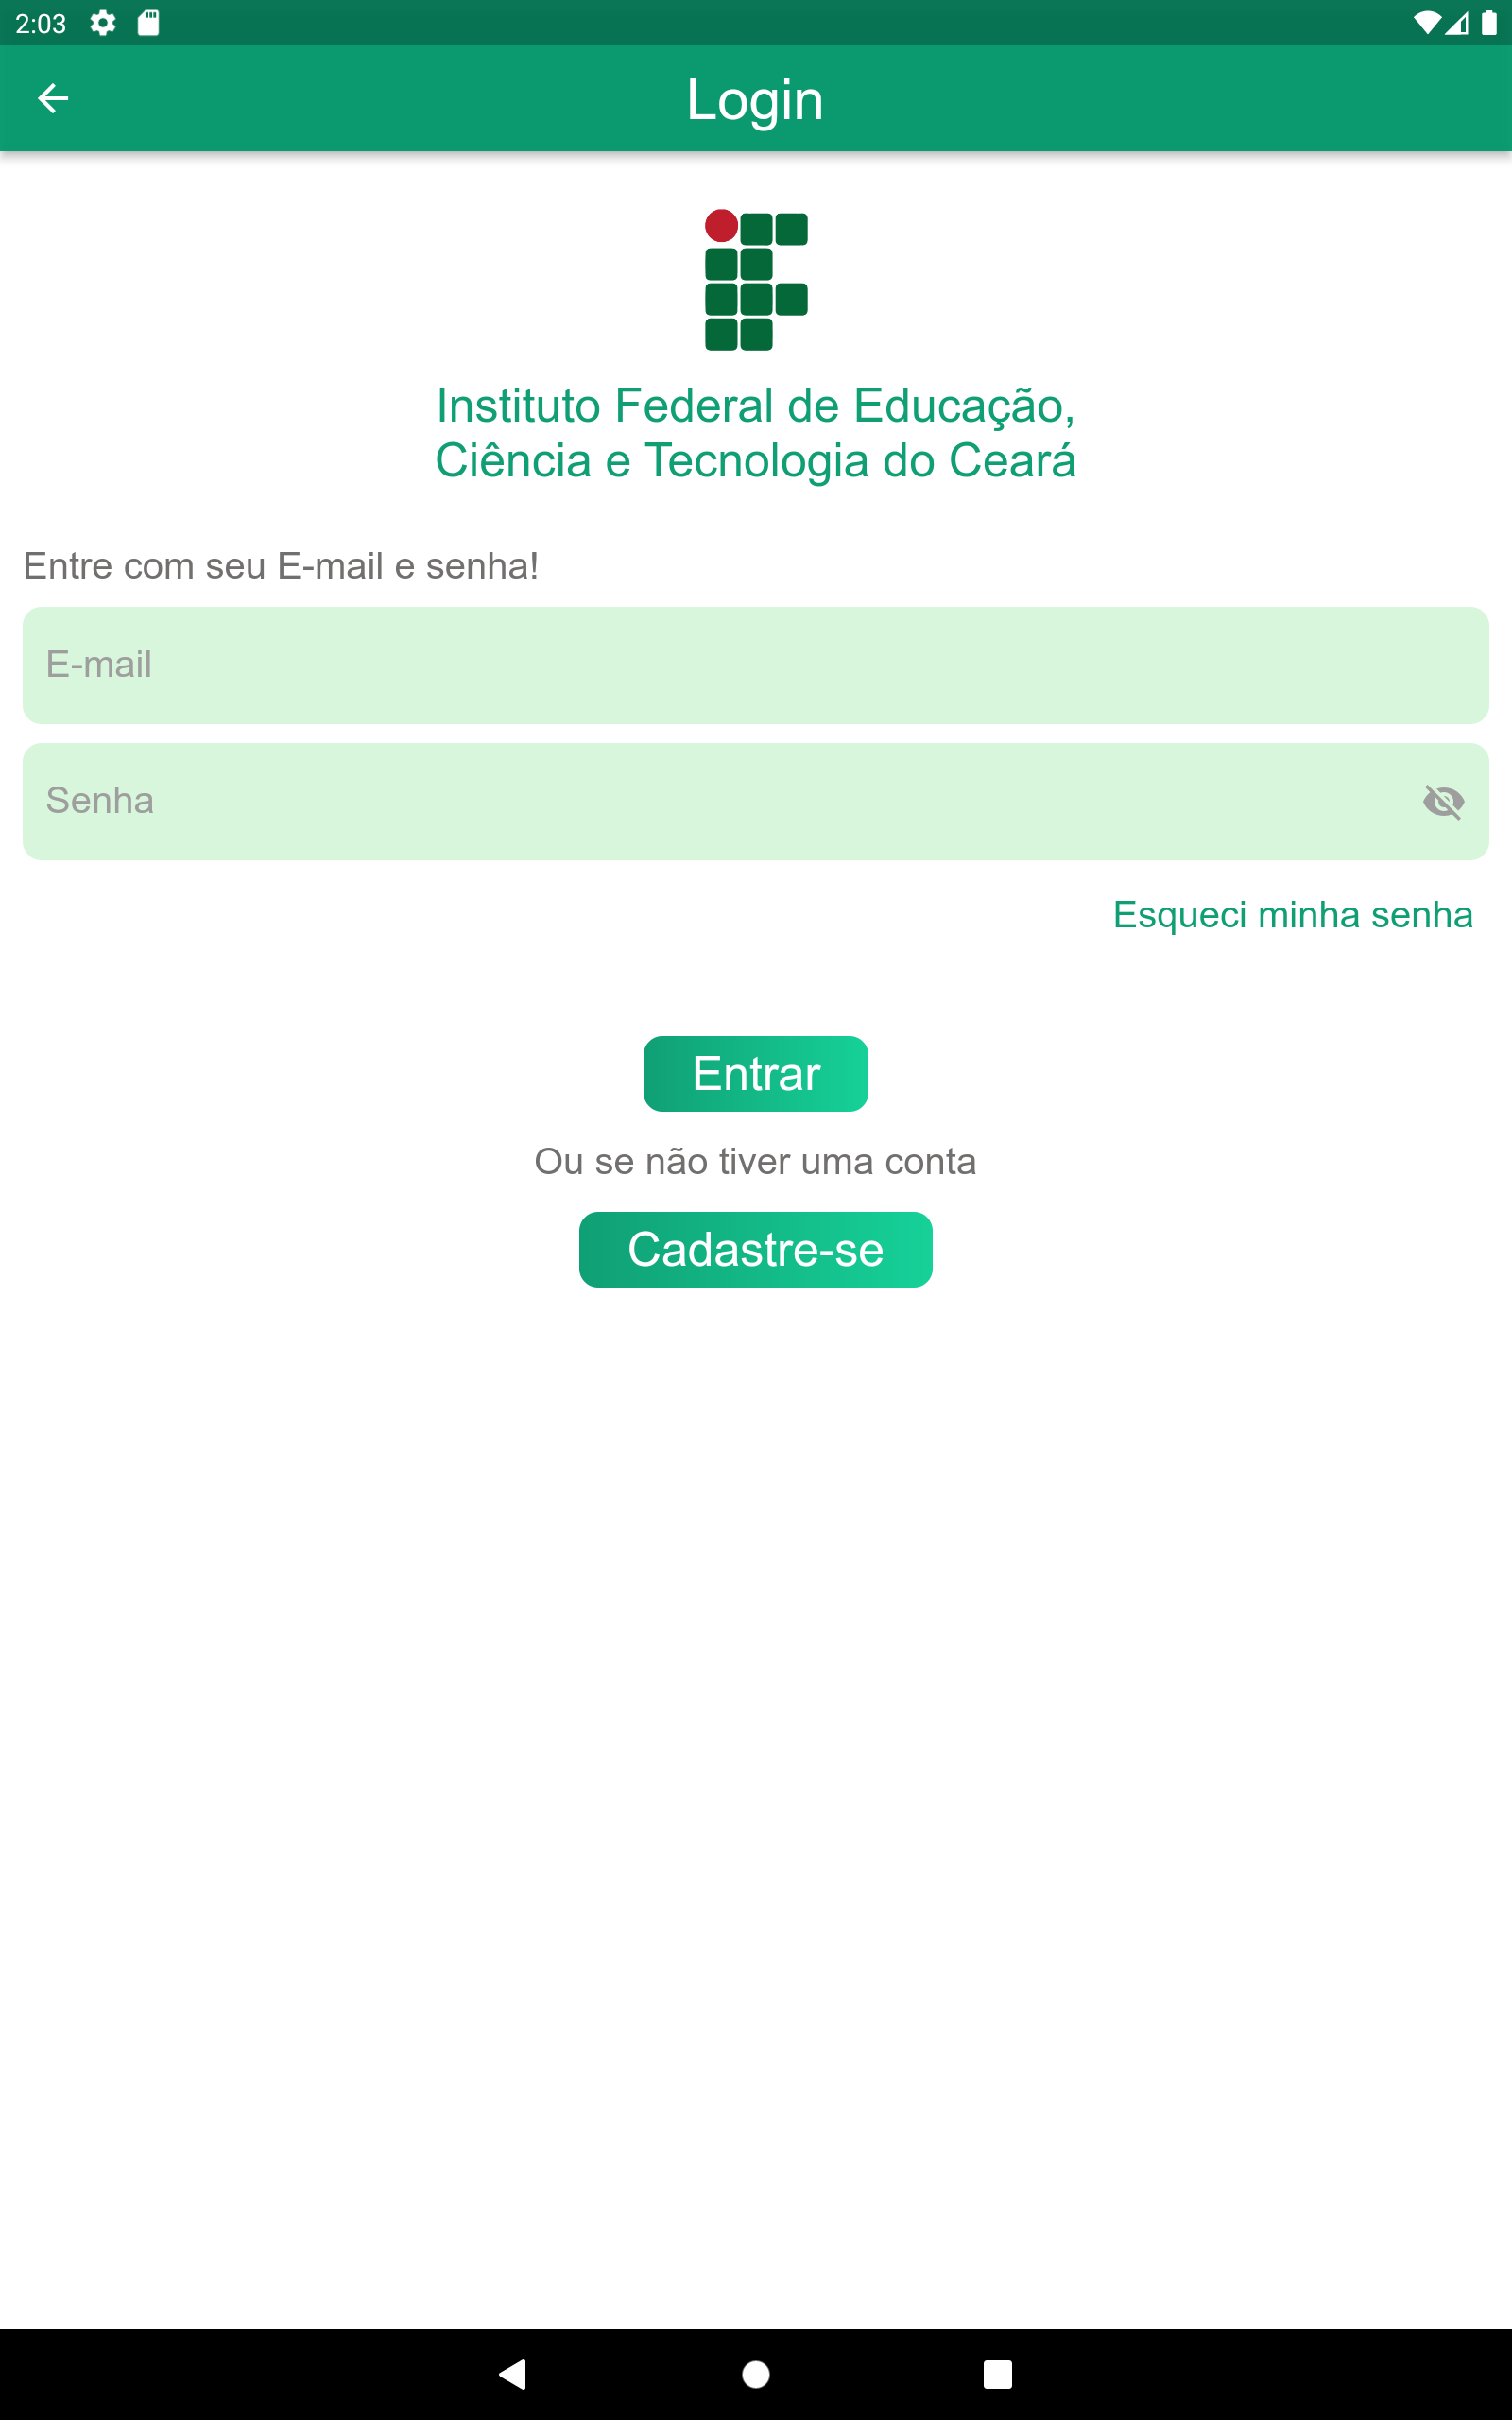 2:03
Login
Instituto Federal de Educação,
Ciência e Tecnologia do Ceará
Entre com seu E-mail e senha!
E-mail
Senha
Esqueci minha senha
Entrar
Ou se não tiver uma conta
Cadastre-se